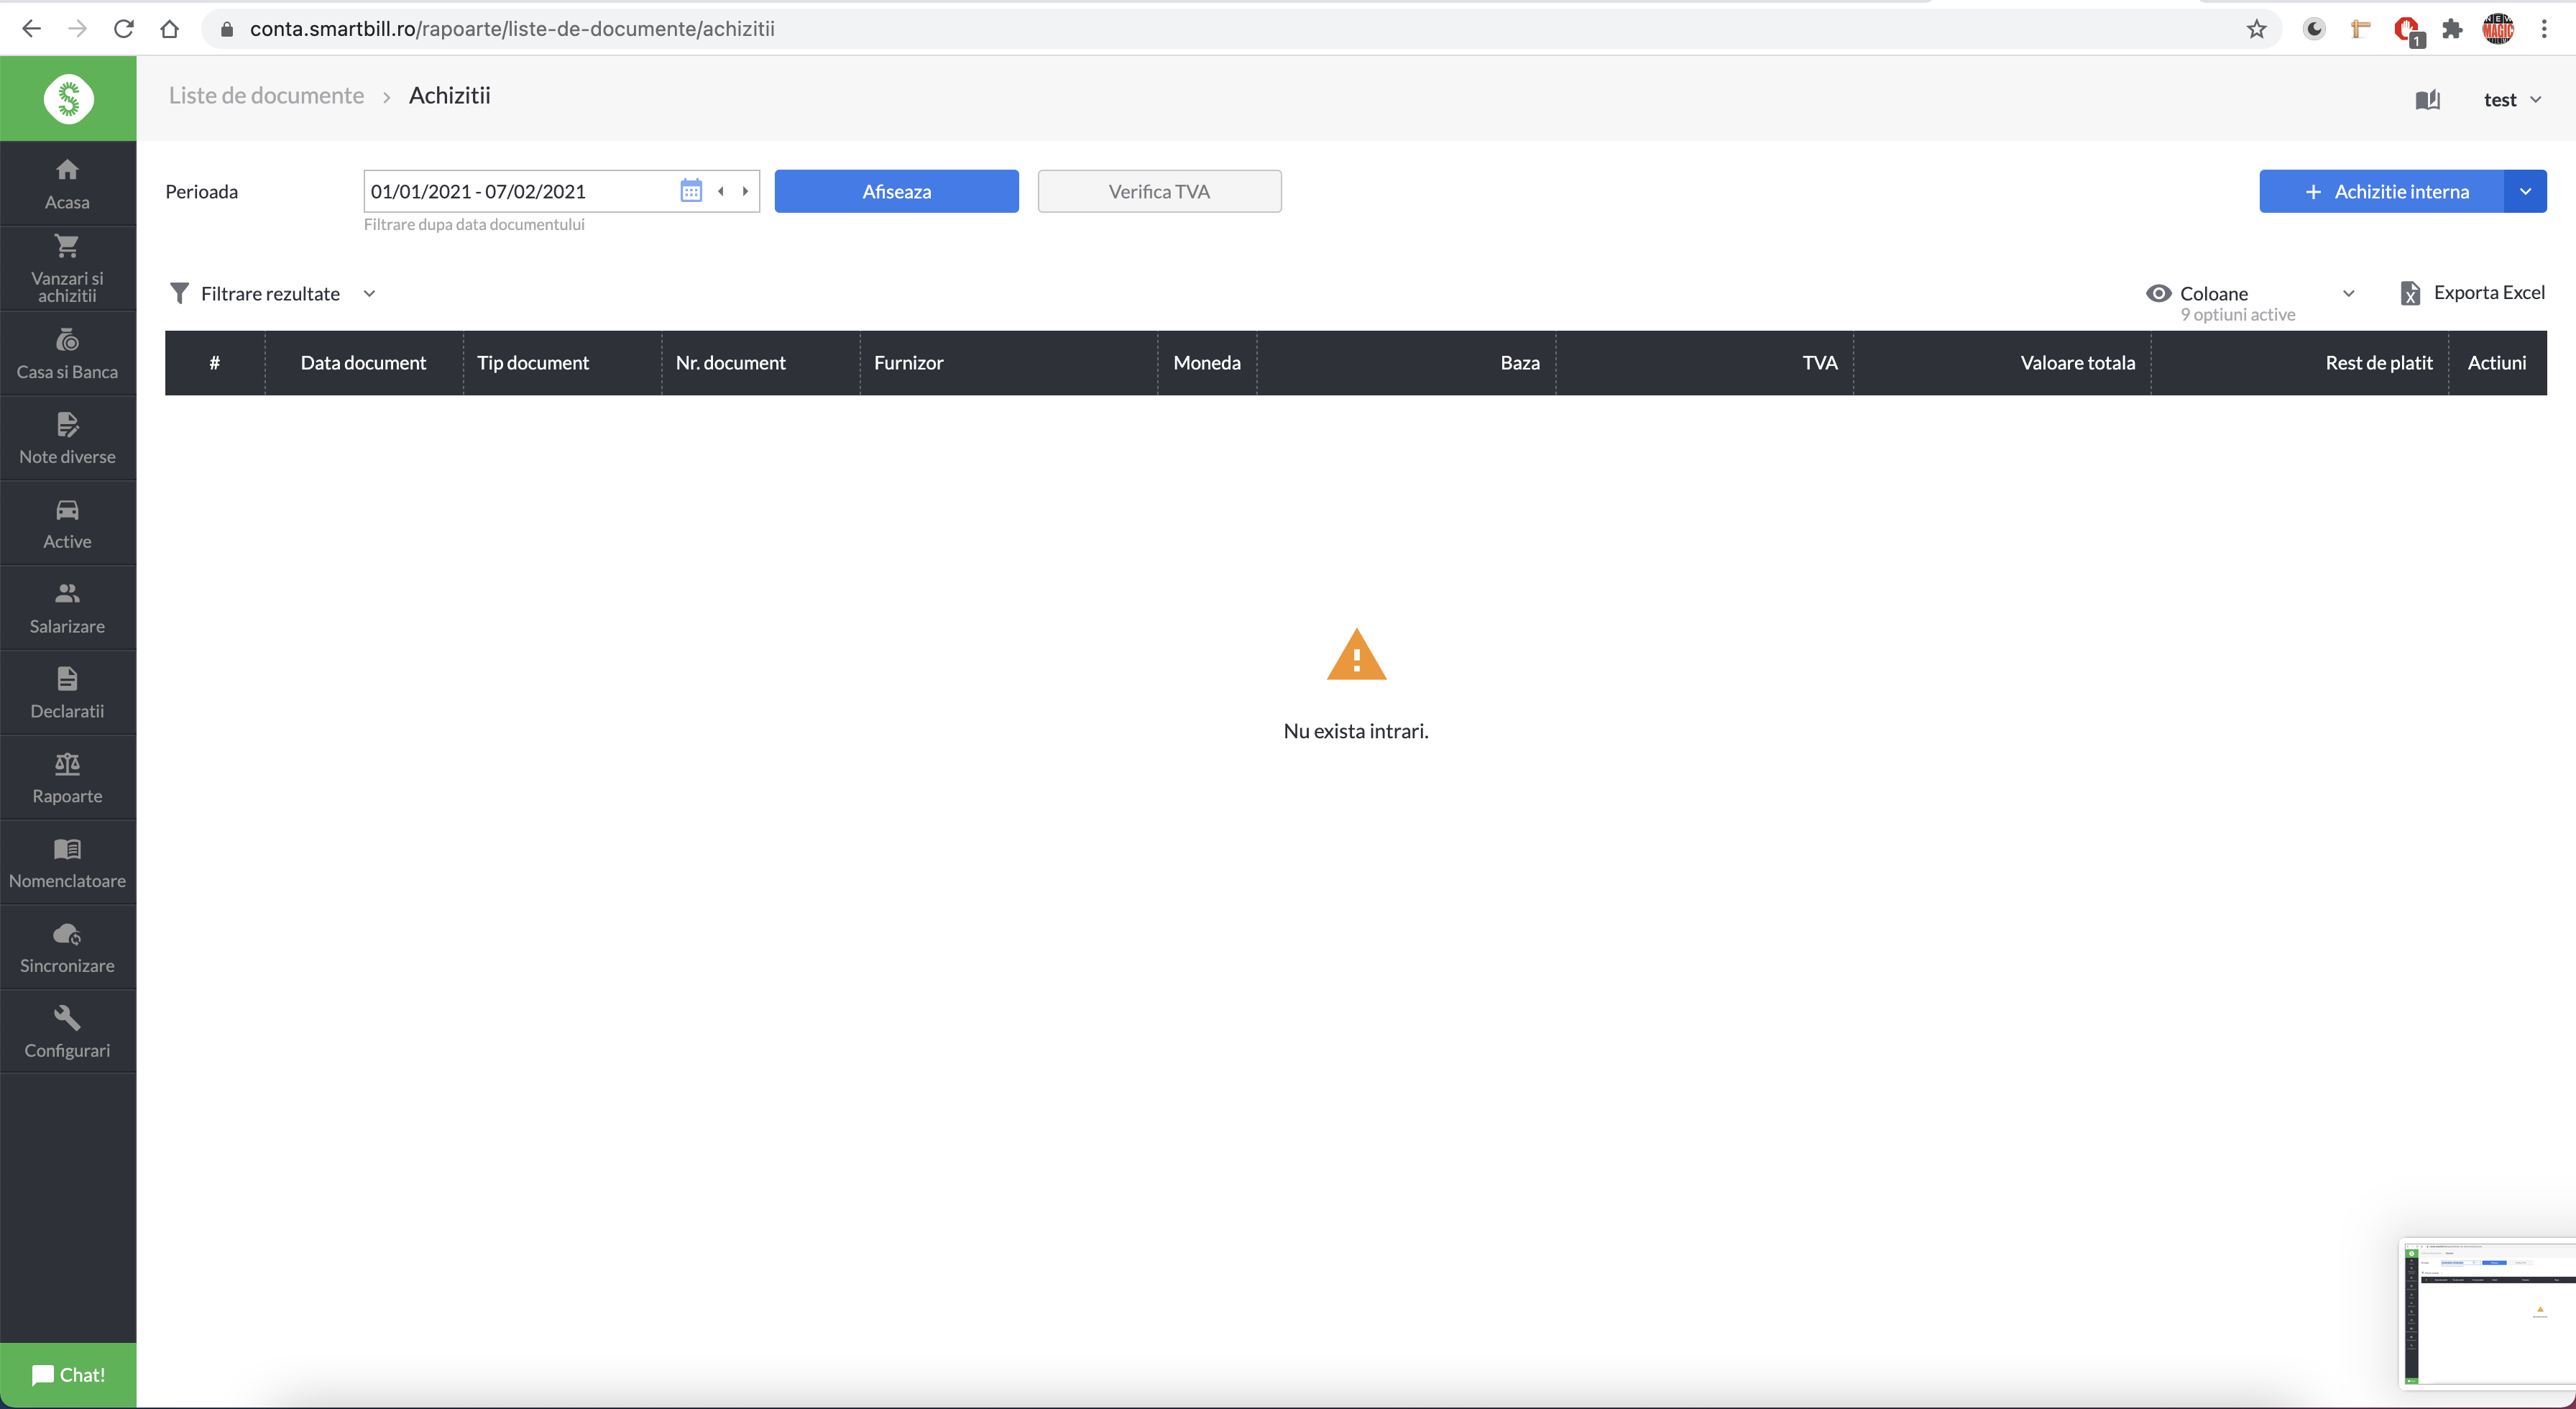 conta.smartbill.ro/rapoarte/liste-de-documente/achizitii
1
NEW
MAGIC
Liste de documente > Achizitii
test
Acasa
Vanzari si
achizitii
Casa si Banca
Note diverse
Active
Salarizare
Declaratii
Rapoarte
Nomenclatoare
Sincronizare
Configurari
Chat!
Perioada
01/01/2021 - 07/02/2021
Afiseaza
Verifica TVA
+ Achizitie interna
Filtrare dupa data documentului
Filtrare rezultate
Coloane
9 optiuni active
Exporta Excel
# Data document Tip document Nr. document Furnizor Moneda Baza TVA Valoare totala Rest de platit Actiuni
Nu exista intrari.